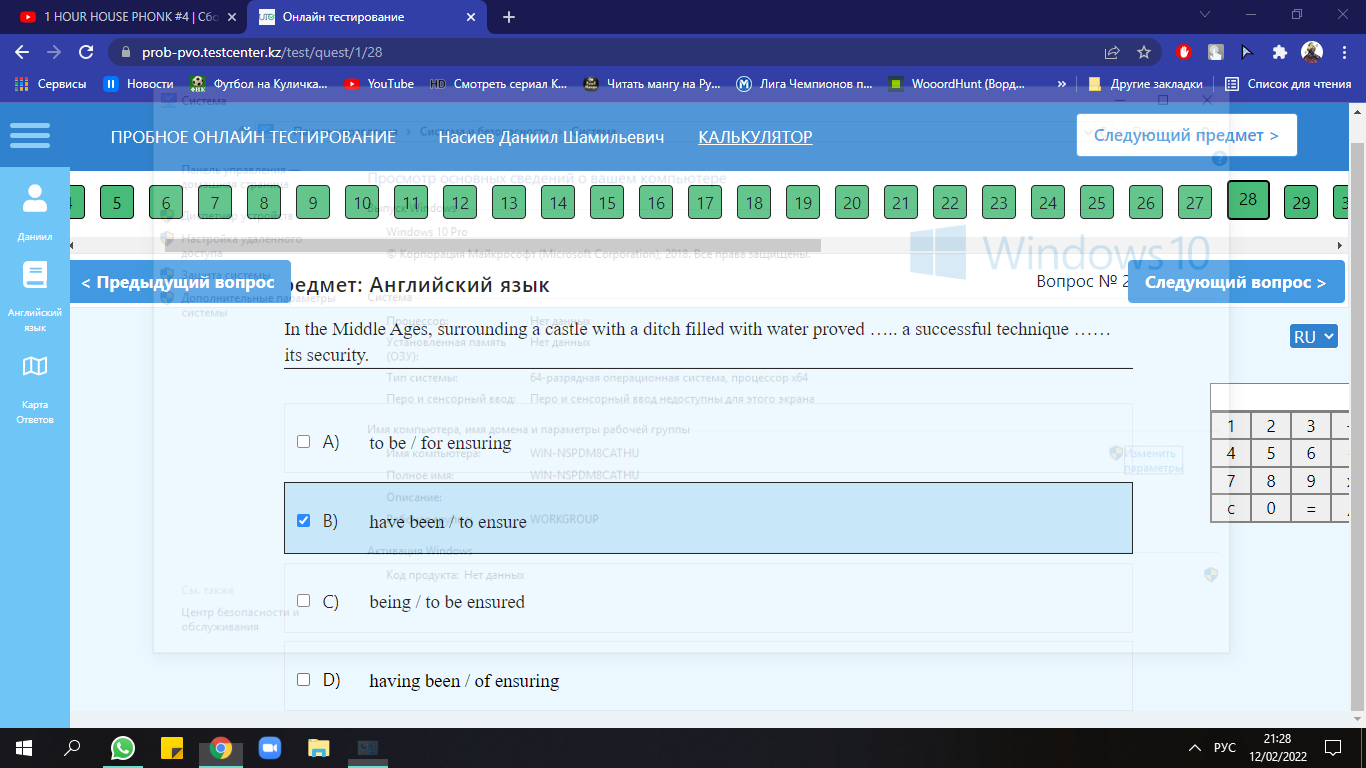 1 HOUR HOUSE PHONK #4 | Сбо
Онлайн тестирование
prob-pvo.testcenter.kz/test/quest/1/28
Сервисы
Новости
Футбол на Куличка...
YouTube
HD Смотреть сериал K...
Читать мангу на Ру...
Лига Чемпионов п...
WooordHunt (Ворд...
»
Другие закладки
Список для чтения
Система
ПРОБНОЕ ОНЛАЙН ТЕСТИРОВАНИЕ
Насиев Даниил Шамильевич
КАЛЬКУЛЯТОР
Следующий предмет >
Система и безопасность
Система
Панель управления — домашняя страница
Просмотр основных сведений о вашем компьютере
5 6 7 8 9 10 11 12 13 14 15 16 17 18 19 20 21 22 23 24 25 26 27 28 29
Даниил
Диспетчер устройств
Выпуск Windows
Настройка удаленного доступа
Windows 10 Pro
© Корпорация Майкрософт (Microsoft Corporation), 2018. Все права защищены.
Windows 10
Защита системы
< Предыдущий вопрос
редмет: Английский язык
Вопрос № 2
Следующий вопрос >
Дополнительные параметры системы
Система
Английский
язык
Процессор: Нет данных
In the Middle Ages, surrounding a castle with a ditch filled with water proved ….. a successful technique ……
its security.
RU
Установленная память (ОЗУ): Нет данных
Тип системы: 64-разрядная операционная система, процессор x64
Перо и сенсорный ввод: Перо и сенсорный ввод недоступны для этого экрана
Карта
Ответов
Имя компьютера, имя домена и параметры рабочей группы
A) to be / for ensuring
Имя компьютера: WIN-NSPDM8CATHU
Изменить параметры
Полное имя: WIN-NSPDM8CATHU
Описание:
B) have been / to ensure
WORKGROUP
Активация Windows
Код продукта: Нет данных
C) being / to be ensured
См. также
Центр безопасности и обслуживания
D) having been / of ensuring
1 2 3
4 5 6
7 8 9
c 0 =
РУС
21:28
12/02/2022